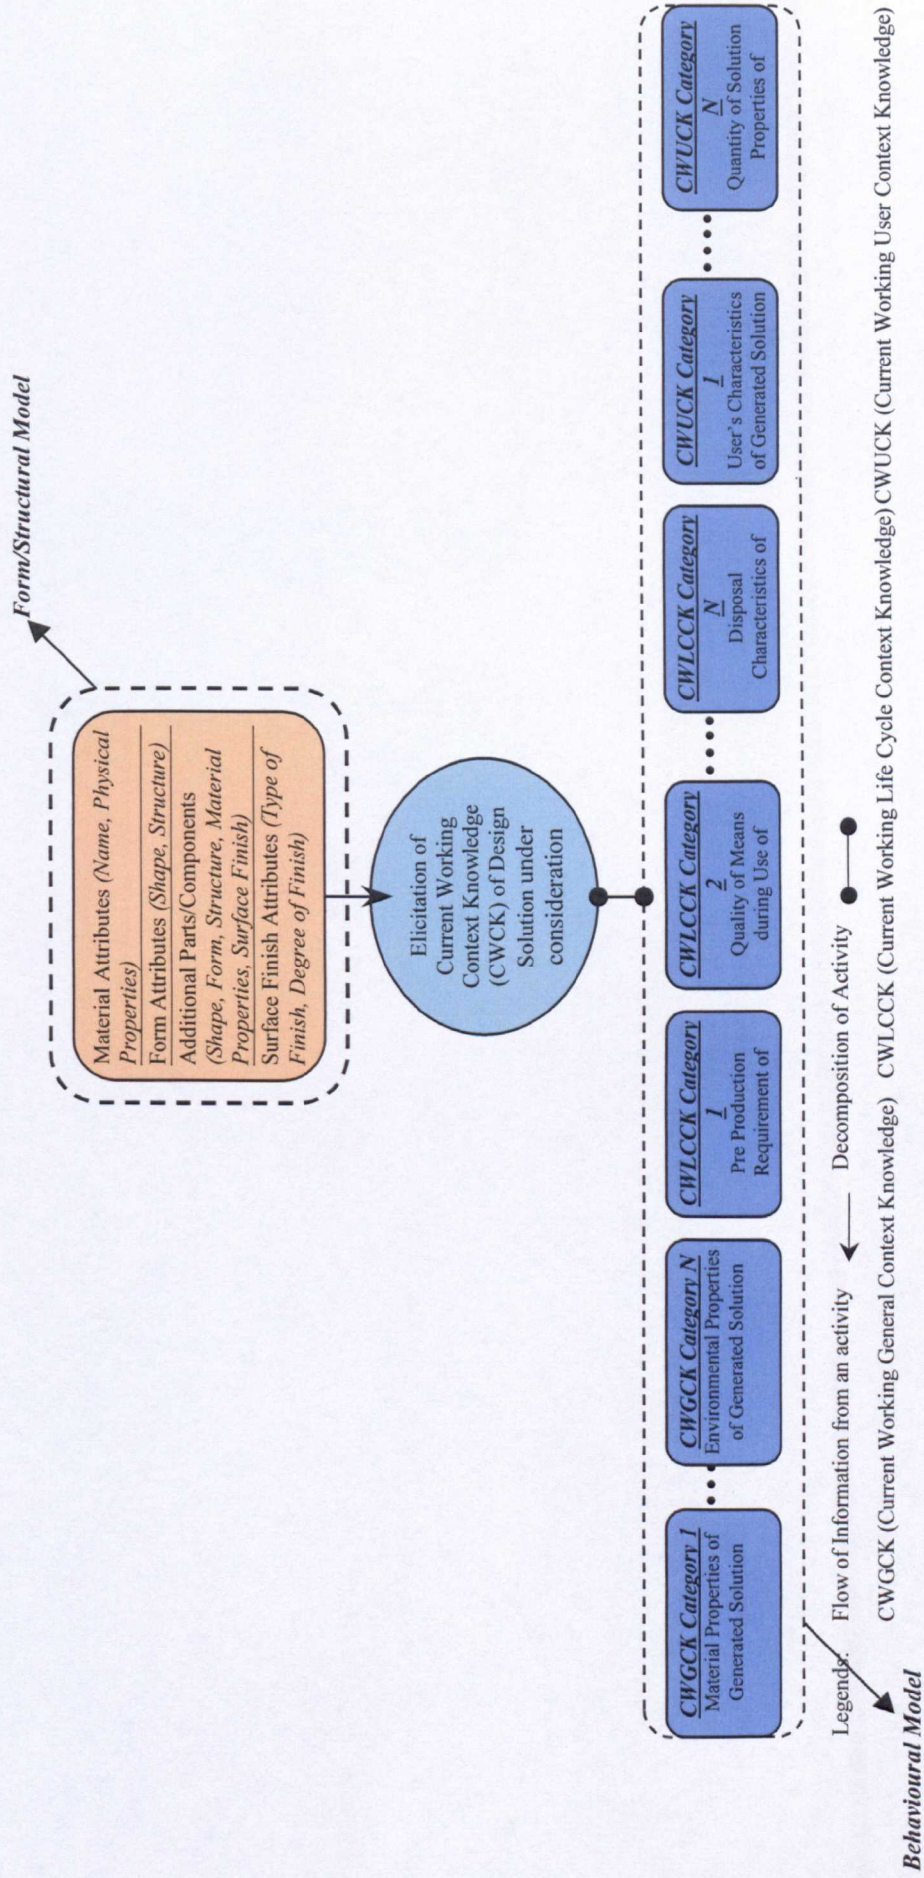 Form/Structural Model
Material Attributes (Name, Physical
Properties)
Form Attributes (Shape, Structure)
Additional Parts/Components
(Shape, Form, Structure, Material
Properties, Surface Finish)
Surface Finish Attributes (Type of
Finish, Degree of Finish)
Elicitation of
Current Working
Context Knowledge
(CWCK) of Design
Solution under
consideration
CWGCK Category 1
Material Properties of
Generated Solution
CWGCK Category N
Environmental Properties
of Generated Solution
CWLCCK Category
1
Pre Production
Requirement of
CWLCCK Category
2
Quality of Means
during Use of
CWLCCK Category
N
Disposal
Characteristics of
CWUCK Category
1
User's Characteristics
of Generated Solution
CWUCK Category
N
Quantity of Solution
Properties of
Legends: Flow of Information from an activity Decomposition of Activity
CWGCK (Current Working General Context Knowledge) CWLCCK (Current Working Life Cycle Context Knowledge) CWUCK (Current Working User Context Knowledge)
Behavioural Model